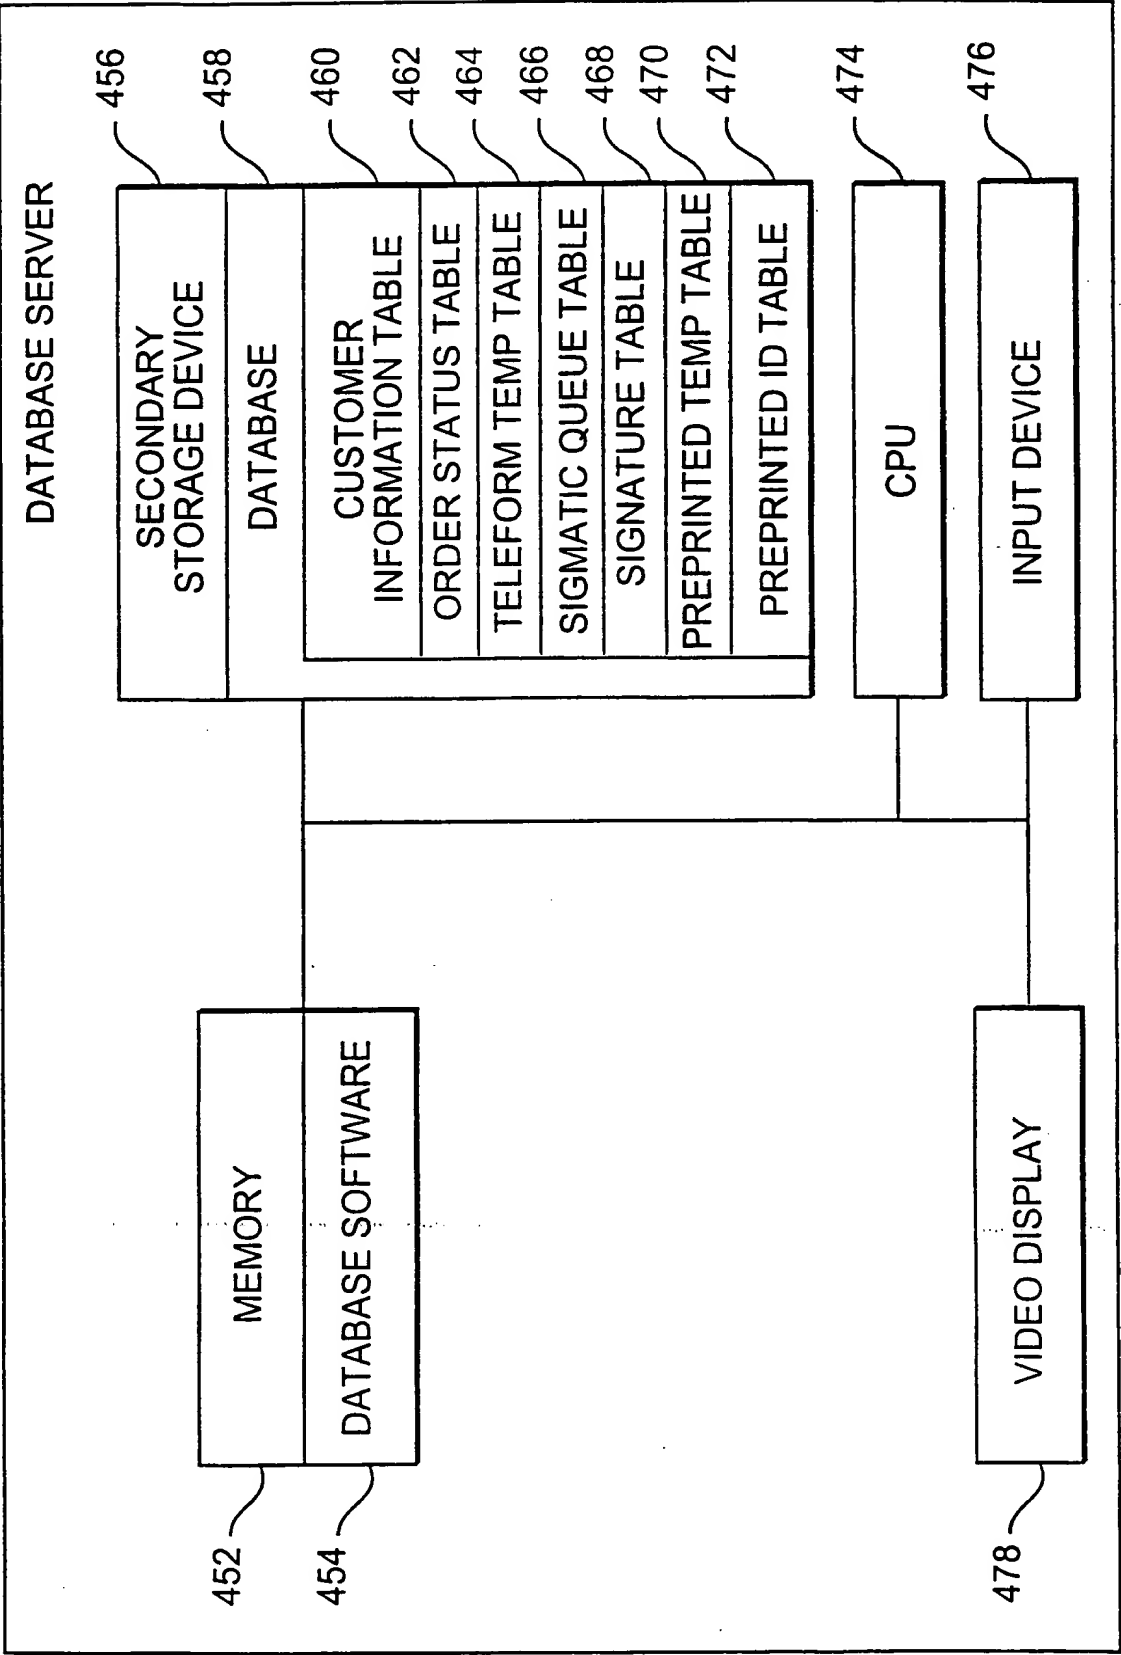 DATABASE SERVER
452
MEMORY
454
DATABASE SOFTWARE
SECONDARY
STORAGE DEVICE
456
DATABASE
458
CUSTOMER
INFORMATION TABLE
460
ORDER STATUS TABLE
462
TELEFORM TEMP TABLE
464
SIGMATIC QUEUE TABLE
466
SIGNATURE TABLE
468
PREPRINTED TEMP TABLE
470
PREPRINTED ID TABLE
472
CPU
474
478
VIDEO DISPLAY
INPUT DEVICE
476